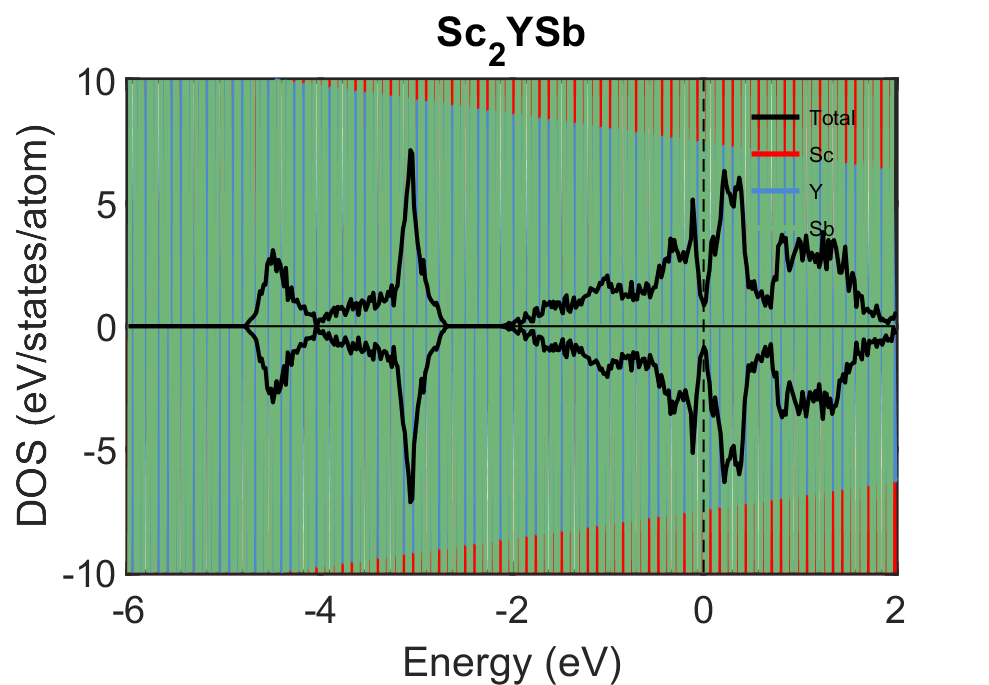 Sc2YSb
DOS (eV/states/atom)
10
5
0
-5
-10
Total
Sc
Y
Sb
-6
-4
-2
0
2
Energy (eV)